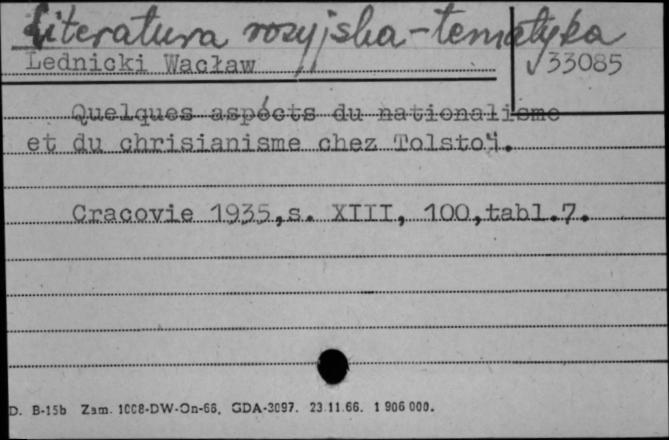 Literatura rosyjska-tematyka
Lednicki Wacław
√33085
Quelques aspécts du nationalisme
et du chrisianisme chez Tolstoy.
Cracovie 1935,s. XIII, 100,tabl.7.
D. B-15b Zam. 1008-DW-On-66. GDA-3097. 23.11.66. 1 906 000.